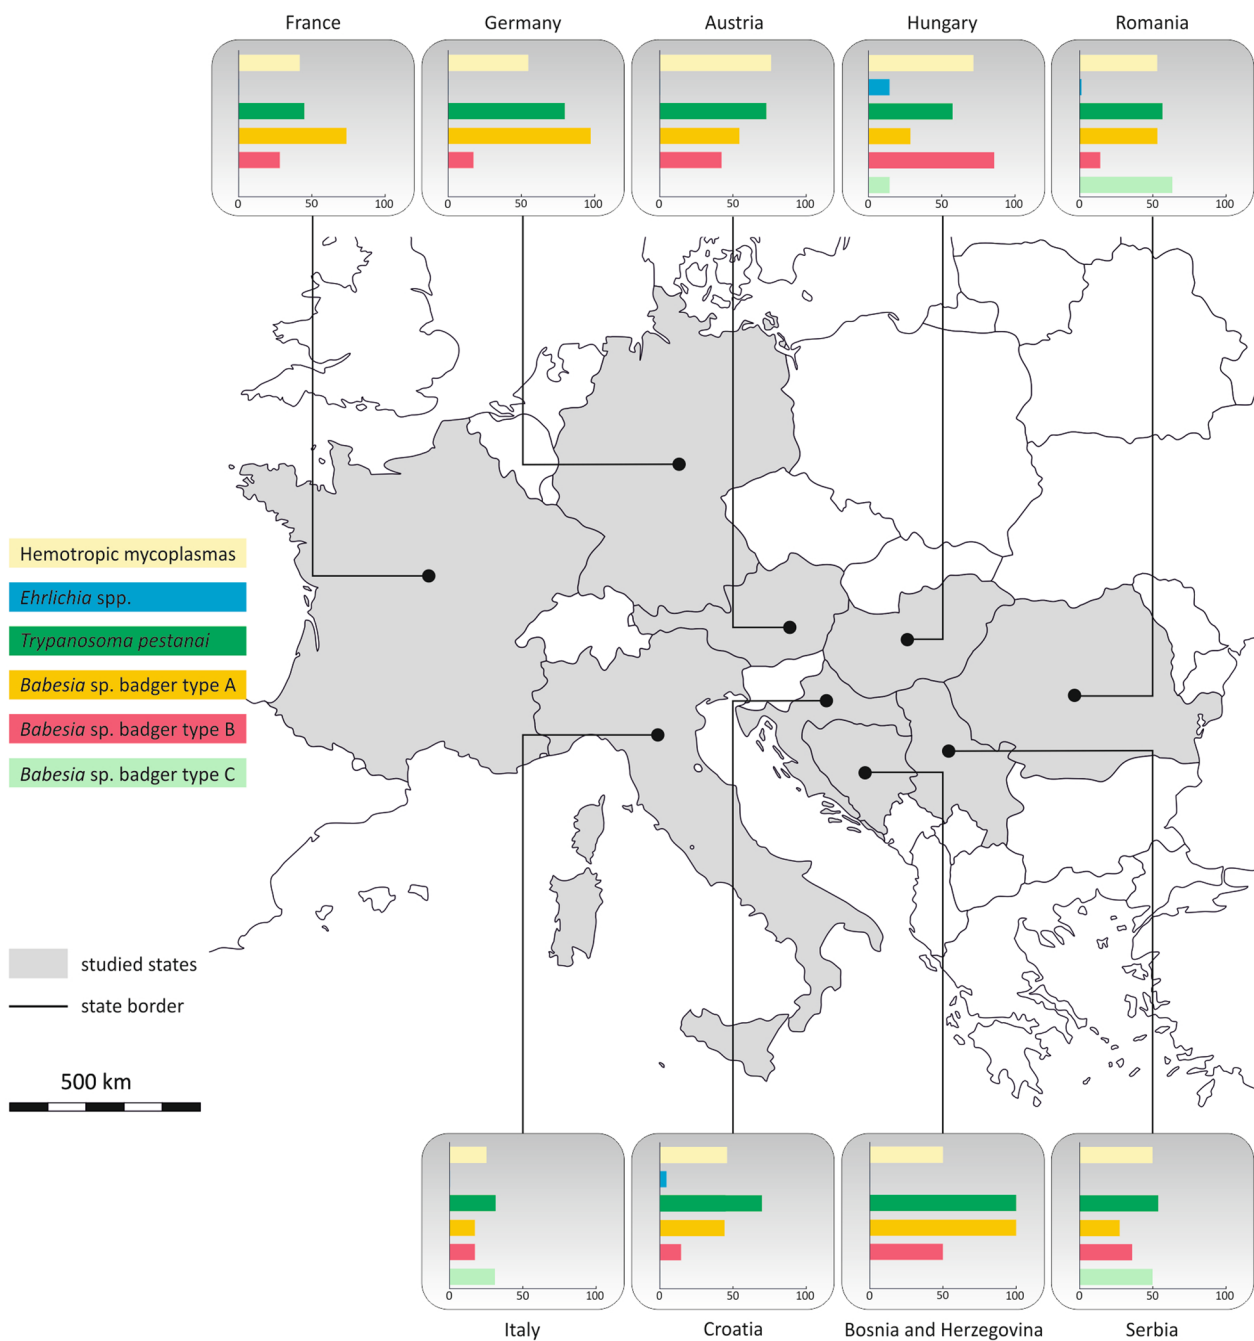 France
Germany
Austria
Hungary
Romania
0 50 100
0 50 100
0 50 100
0 50 100
0 50 100
Hemotropic mycoplasmas
Ehrlichia spp.
Trypanosoma pestanai
Babesia sp. badger type A
Babesia sp. badger type B
Babesia sp. badger type C
studied states
state border
500 km
0 50 100
0 50 100
0 50 100
0 50 100
Italy
Croatia
Bosnia and Herzegovina
Serbia